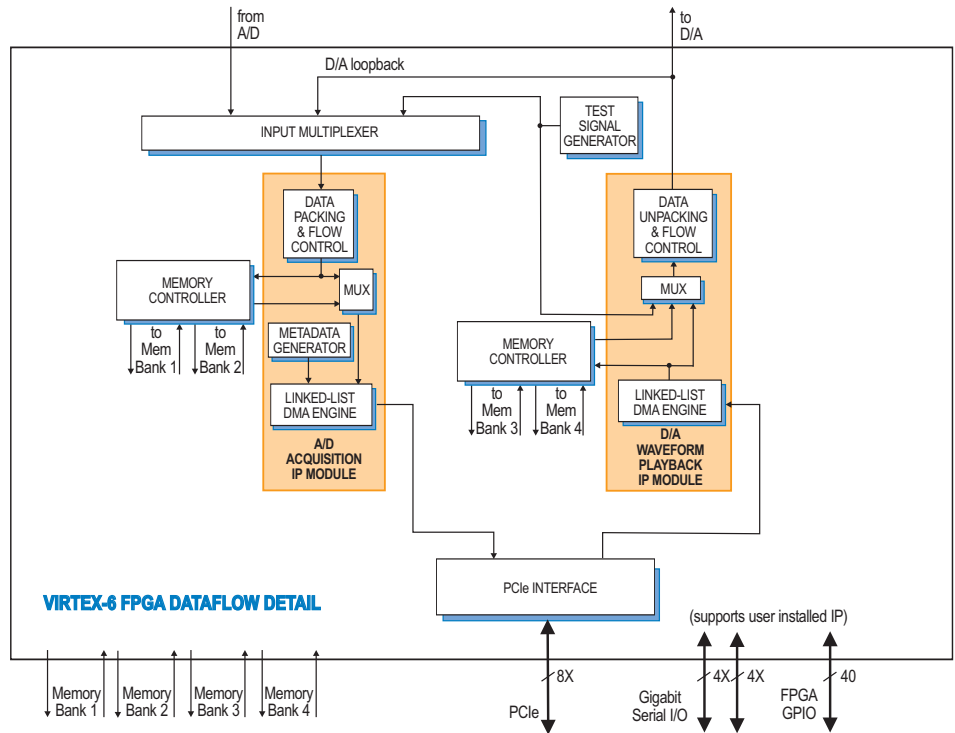 from
A/D
to
D/A
D/A loopback
INPUT MULTIPLEXER
TEST
SIGNAL
GENERATOR
DATA
PACKING
& FLOW
CONTROL
DATA
UNPACKING
& FLOW
CONTROL
MEMORY
CONTROLLER
MUX
MUX
to
Mem
Bank 1
to
Mem
Bank 2
METADATA
GENERATOR
MEMORY
CONTROLLER
LINKED-LIST
DMA ENGINE
LINKED-LIST
DMA ENGINE
to
Mem
Bank 3
to
Mem
Bank 4
A/D
ACQUISITION
IP MODULE
D/A
WAVEFORM
PLAYBACK
IP MODULE
PCIe INTERFACE
VIRTEX-6 FPGA DATAFLOW DETAIL
(supports user installed IP)
Memory
Bank 1
Memory
Bank 2
Memory
Bank 3
Memory
Bank 4
8X
PCIe
4X
4X
Gigabit
Serial I/O
40
FPGA
GPIO